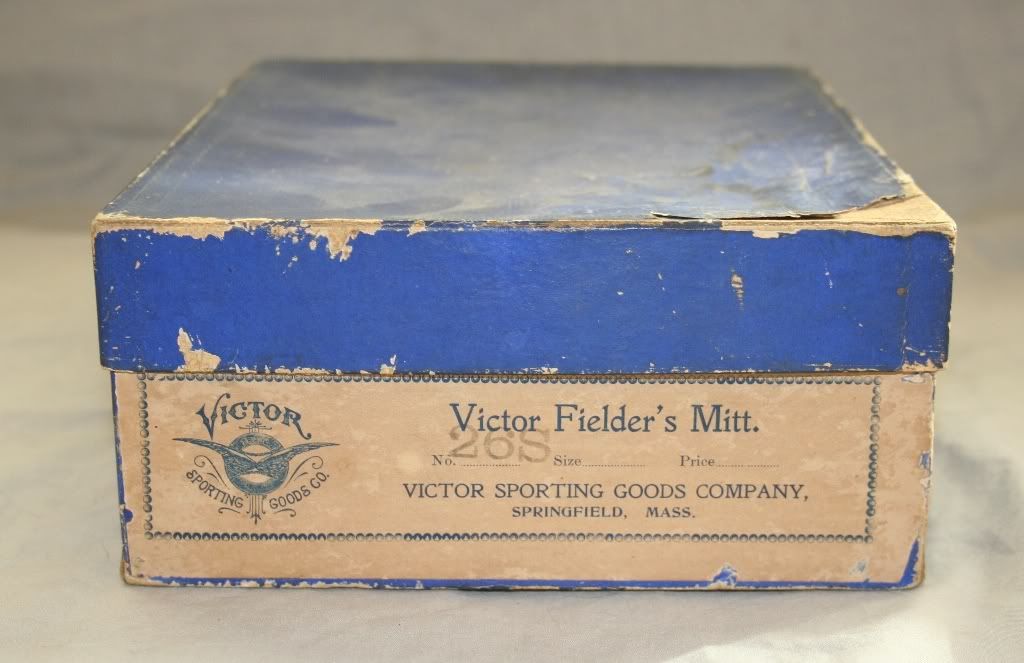 VICTOR
SPORTING GOODS CO.
Victor Fielder's Mitt.
No. 26S Size Price
VICTOR SPORTING GOODS COMPANY,
SPRINGFIELD, MASS.